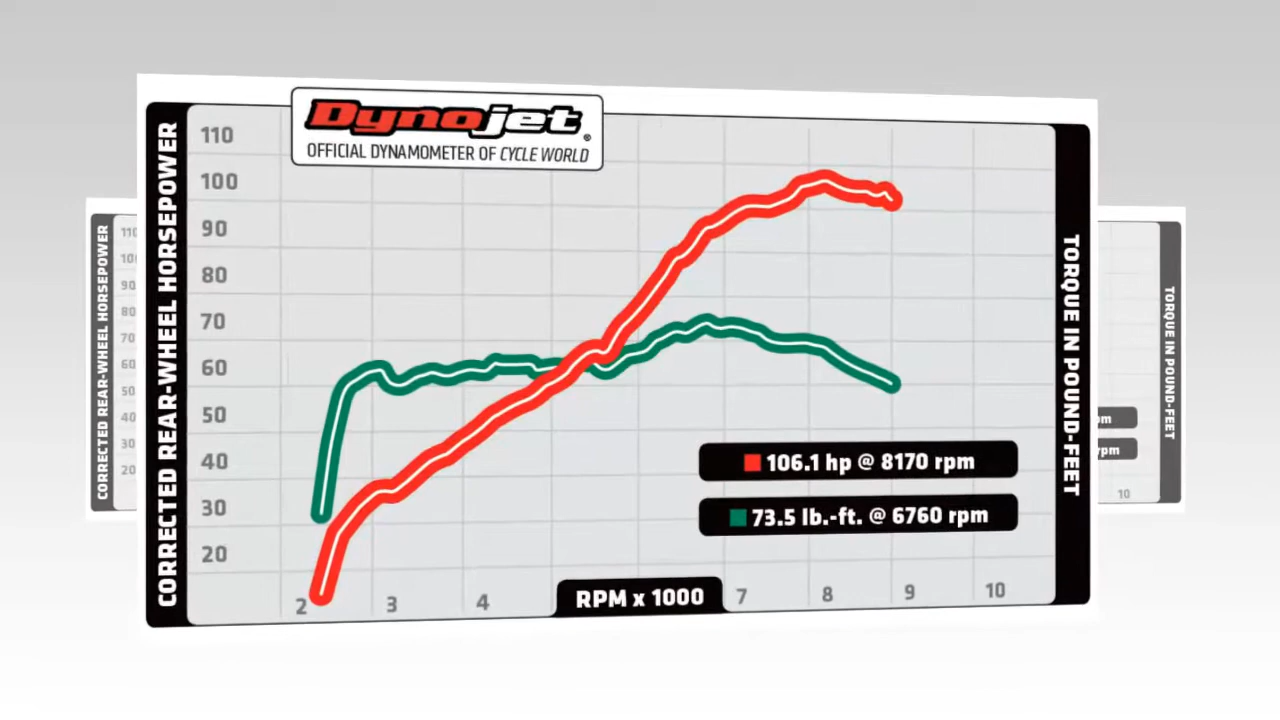 Dynojet®
OFFICIAL DYNAMOMETER OF CYCLE WORLD
CORRECTED REAR-WHEEL HORSEPOWER
110
100
90
80
70
60
50
40
30
20
2 3 4 RPM x 1000 7 8 9 10
TORQUE IN POUND-FEET
106.1 hp @ 8170 rpm
73.5 lb.-ft. @ 6760 rpm
CORRECTED REAR-WHEEL HORSEPOWER
110
90
80
70
60
50
40
30
20
TORQUE IN POUND-FEET
rpm
10